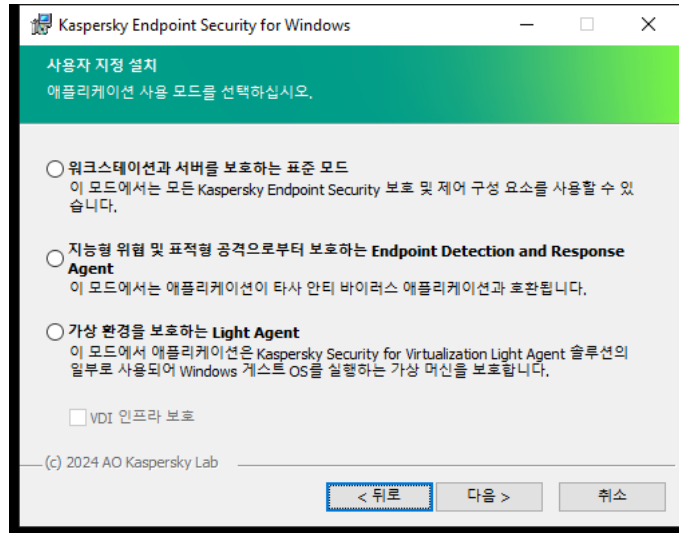 Kaspersky Endpoint Security for Windows
사용자 지정 설치
애플리케이션 사용 모드를 선택하십시오.
워크스테이션과 서버를 보호하는 표준 모드
이 모드에서는 모든 Kaspersky Endpoint Security 보호 및 제어 구성 요소를 사용할 수 있
습니다.
지능형 위협 및 표적형 공격으로부터 보호하는 Endpoint Detection and Response
Agent
이 모드에서는 애플리케이션이 타사 안티 바이러스 애플리케이션과 호환됩니다.
가상 환경을 보호하는 Light Agent
이 모드에서 애플리케이션은 Kaspersky Security for Virtualization Light Agent 솔루션의
일부로 사용되어 Windows 게스트 OS를 실행하는 가상 머신을 보호합니다.
VDI 인프라 보호
(c) 2024 AO Kaspersky Lab
< 뒤로
다음 >
취소